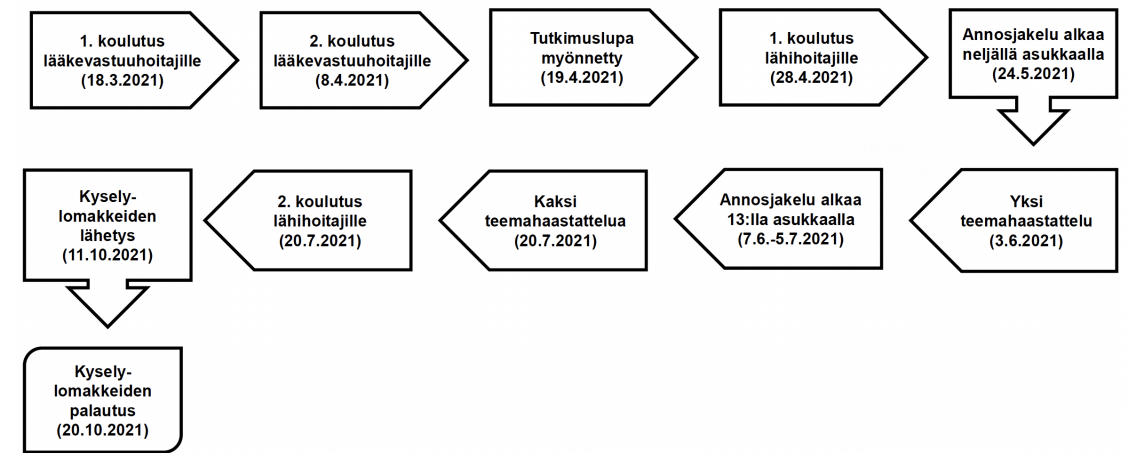 1. koulutus
lääkevastuuhoitajille
(18.3.2021)
2. koulutus
lääkevastuuhoitajille
(8.4.2021)
Tutkimuslupa
myönnetty
(19.4.2021)
1. koulutus
lähihoitajille
(28.4.2021)
Annosjakelu alkaa
neljällä asukkaalla
(24.5.2021)
Yksi
teemahaastattelu
(3.6.2021)
Annosjakelu alkaa
13:lla asukkaalla
(7.6.-5.7.2021)
Kaksi
teemahaastattelua
(20.7.2021)
2. koulutus
lähihoitajille
(20.7.2021)
Kysely-
lomakkeiden
lähetys
(11.10.2021)
Kysely-
lomakkeiden
palautus
(20.10.2021)